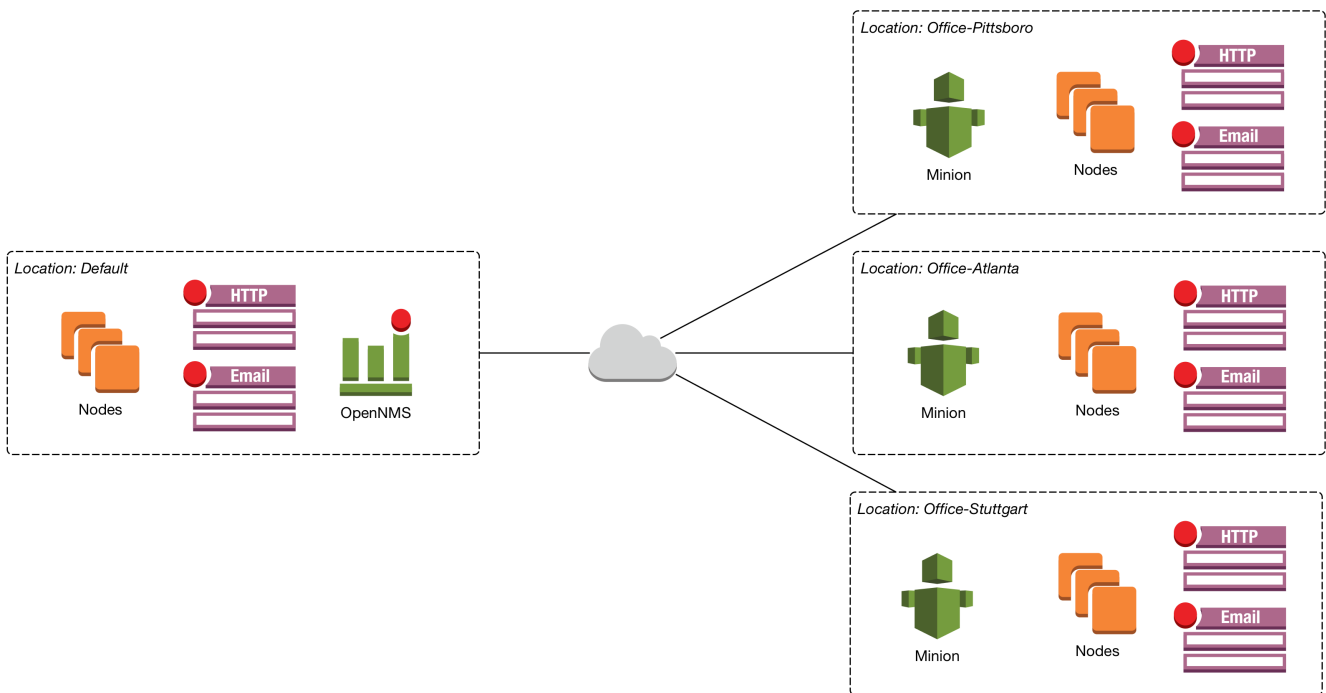 Location: Default
Nodes
HTTP
Email
OpenNMS
Location: Office-Pittsboro
Minion
Nodes
HTTP
Email
Location: Office-Atlanta
Minion
Nodes
HTTP
Email
Location: Office-Stuttgart
Minion
Nodes
HTTP
Email